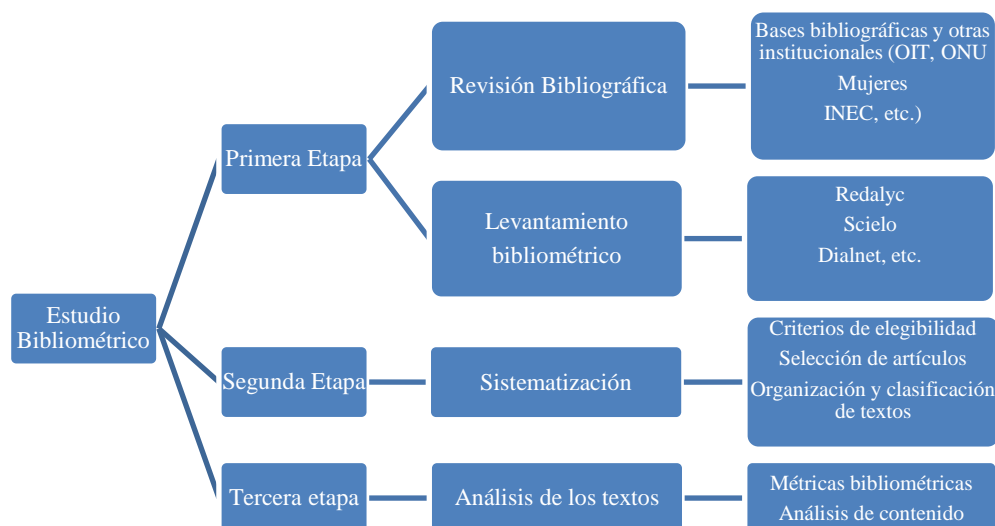 Estudio
Bibliométrico
Primera Etapa
Revisión Bibliográfica
Bases bibliográficas y otras
institucionales (OIT, ONU
Mujeres
INEC, etc.)
Levantamiento
bibliométrico
Redalyc
Scielo
Dialnet, etc.
Segunda Etapa
Sistematización
Criterios de elegibilidad
Selección de artículos
Organización y clasificación
de textos
Tercera etapa
Análisis de los textos
Métricas bibliométricas
Análisis de contenido